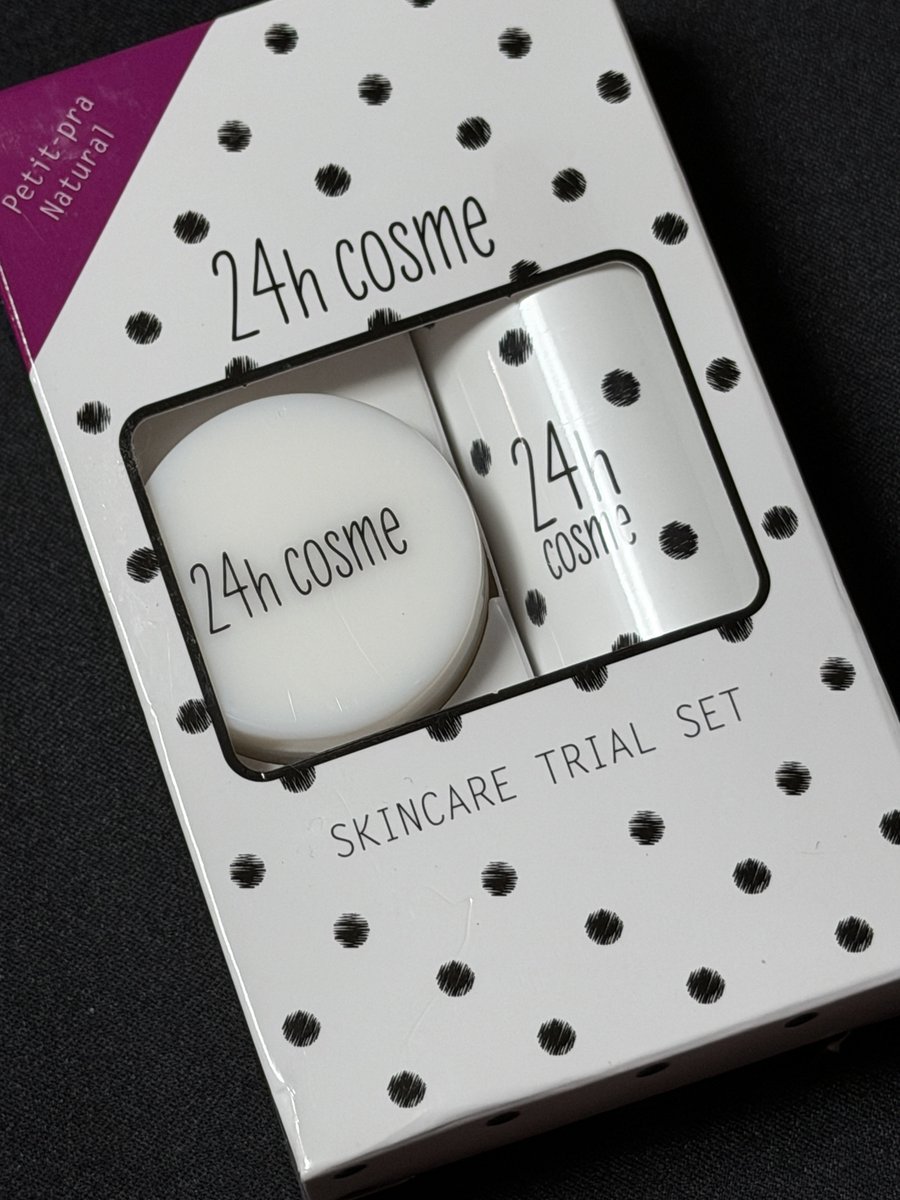 Petit-pra
Natural
24h cosme
24h cosme
24h
cosme
SKINCARE TRIAL SET